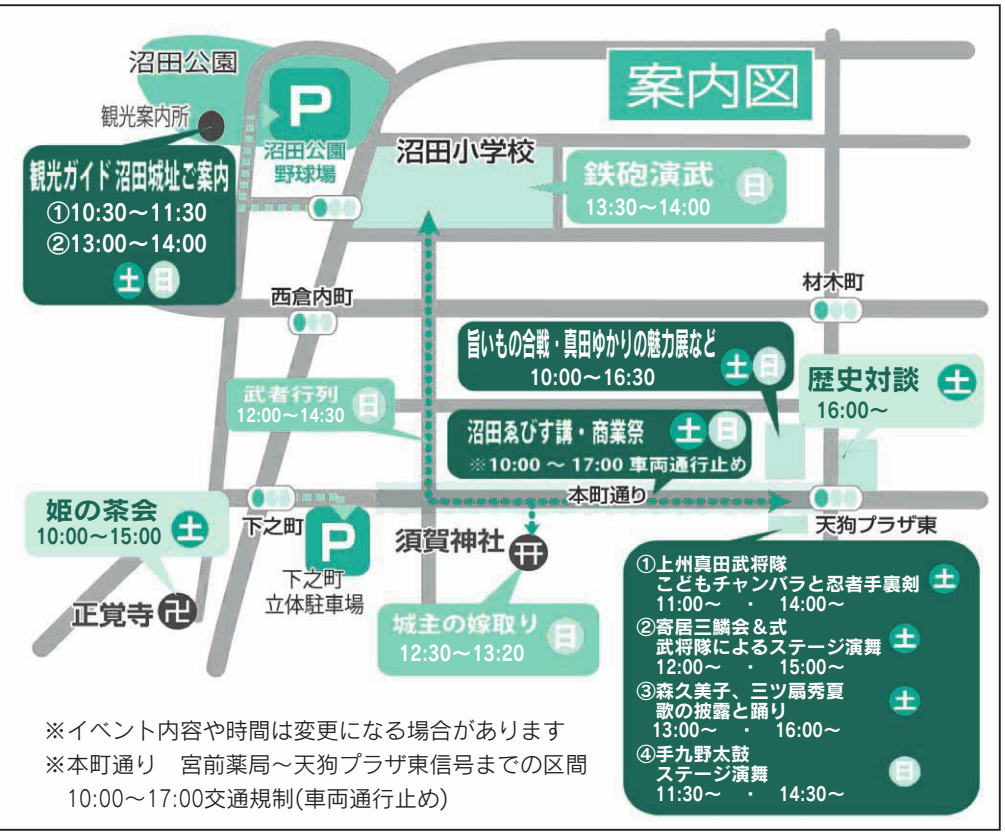 案内図
沼田公園
観光案内所
P
沼田公園
野球場
沼田小学校
鉄砲演武 日
13:30～14:00
観光ガイド 沼田城址ご案内
①10:30～11:30
②13:00～14:00
土 日
西倉内町
材木町
旨いもの合戦・真田ゆかりの魅力展など
10:00～16:30 土 日
歴史対談 土
16:00～
武者行列
12:00～14:30 日
沼田ゑびす講・商業祭 土 日
※10:00 ～ 17:00 車両通行止め
本町通り
姫の茶会
10:00～15:00 土
下之町
P
下之町
立体駐車場
須賀神社
天狗プラザ東
正覚寺 卍
城主の嫁取り
12:30～13:20 日
①上州真田武将隊
こどもチャンバラと忍者手裏剣 土
11:00～ ・ 14:00～
②寄居三鱗会&式
武将隊によるステージ演舞 土
12:00～ ・ 15:00～
③森久美子、三ツ扇秀夏
歌の披露と踊り 土
13:00～ ・ 16:00～
④手九野太鼓
ステージ演舞 日
11:30～ ・ 14:30～
※イベント内容や時間は変更になる場合があります
※本町通り　宮前薬局～天狗プラザ東信号までの区間
10:00～17:00交通規制(車両通行止め)